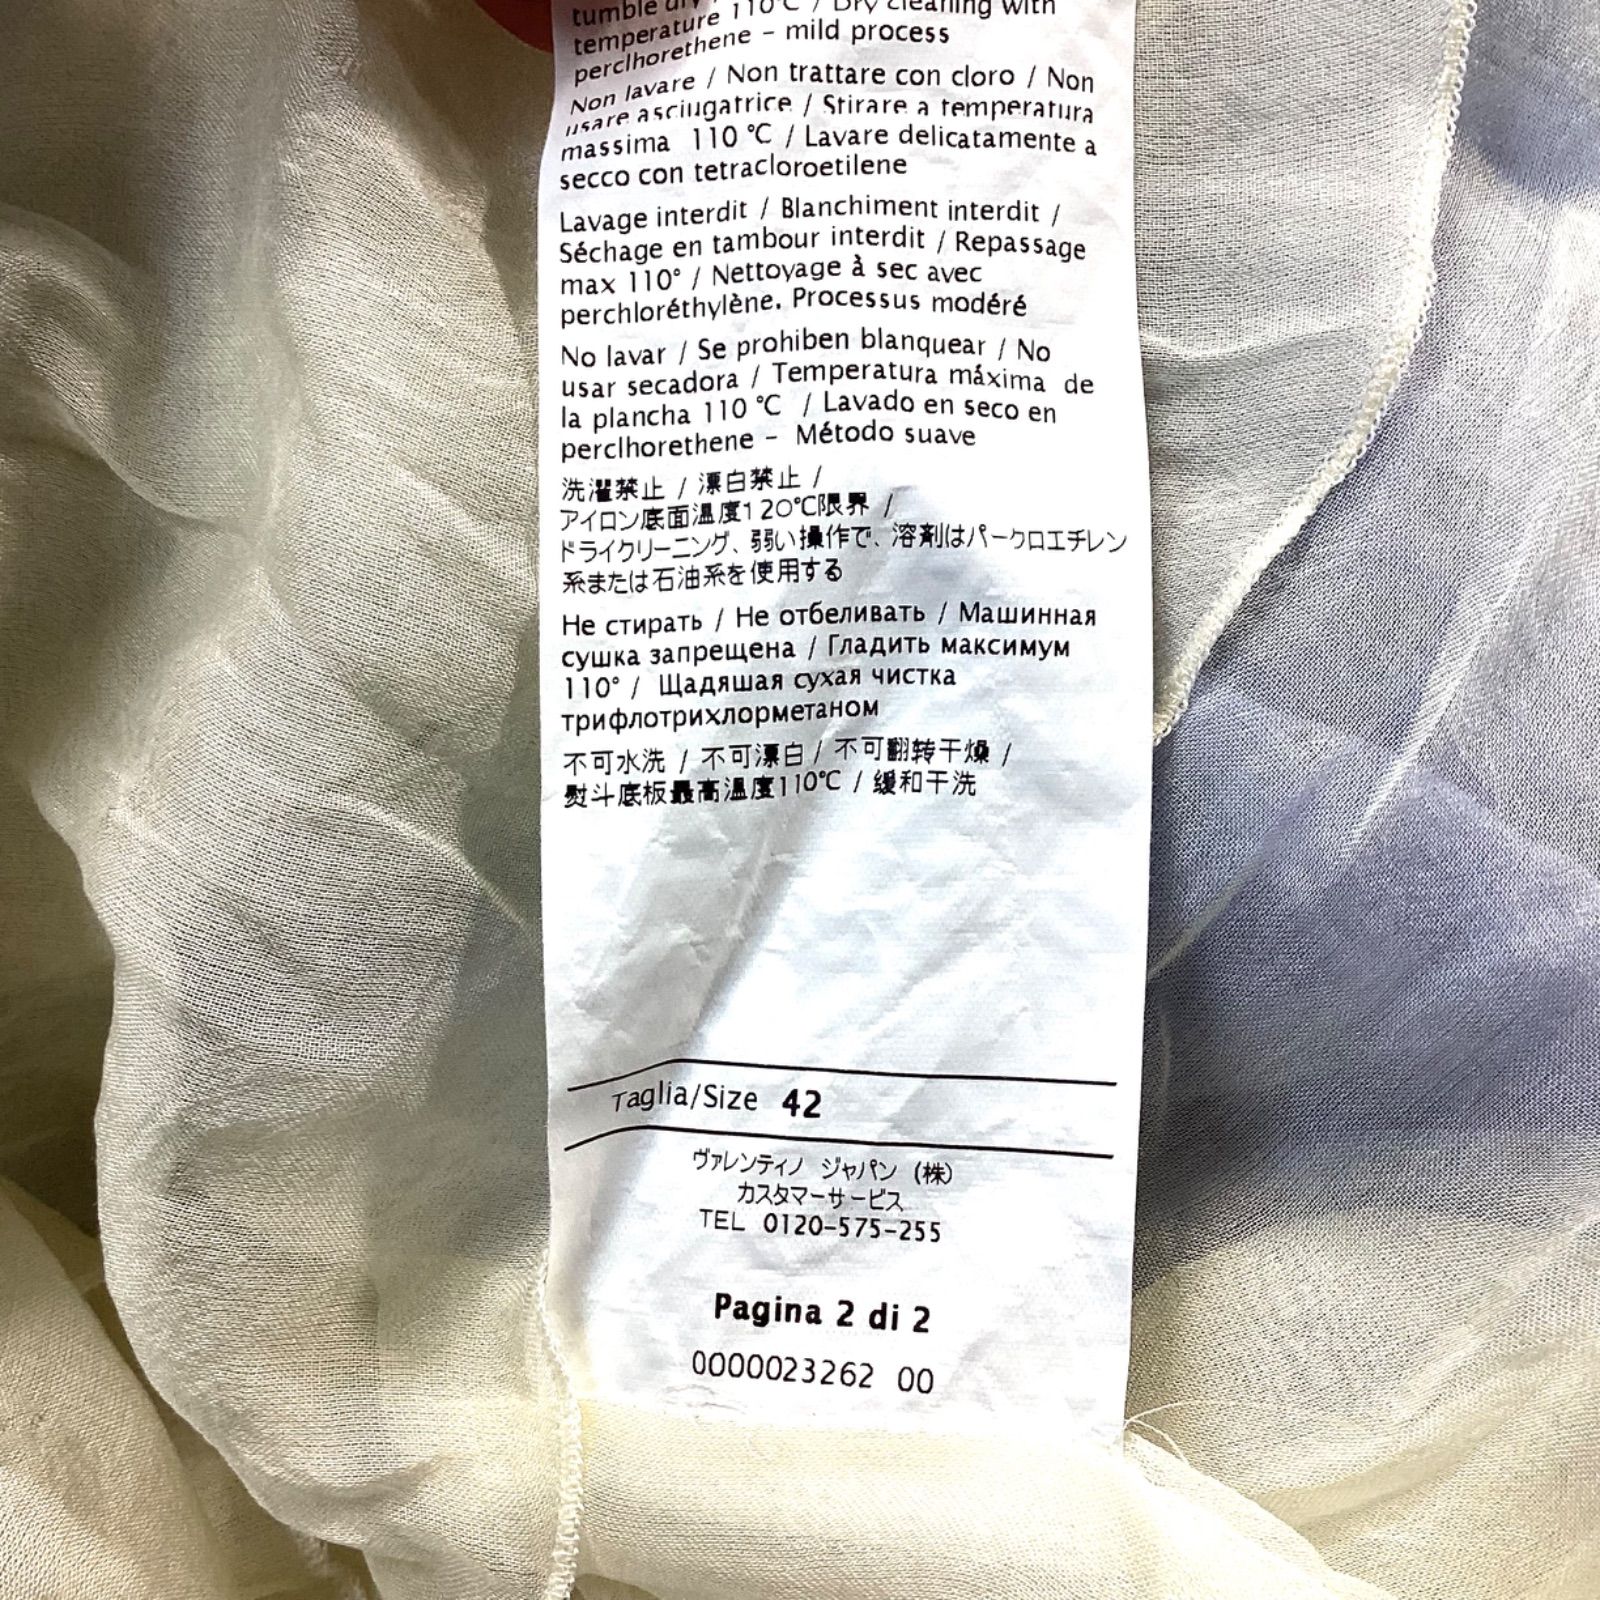 tumble dry
temperature 110°C / Dry cleaning with
perclhorethene – mild process
Non lavare / Non trattare con cloro / Non
usare asciugatrice / Stirare a temperatura
massima 110 °C / Lavare delicatamente a
secco con tetracloroetilene
Lavage interdit / Blanchiment interdit /
Séchage en tambour interdit / Repassage
max 110° / Nettoyage à sec avec
perchloréthylène. Processus modéré
No lavar / Se prohiben blanquear / No
usar secadora / Temperatura máxima de
la plancha 110 °C / Lavado en seco en
perclhorethene – Método suave
洗濯禁止 / 漂白禁止 /
アイロン底面温度120℃限界 /
ドライクリーニング、弱い操作で、溶剤はパークロエチレン
系または石油系を使用する
Не стирать / Не отбеливать / Машинная
сушка запрещена / Гладить максимум
110° / Щадяшая сухая чистка
трифлотрихлорметаном
不可水洗 / 不可漂白 / 不可翻转干燥 /
熨斗底板最高温度110℃ / 缓和干洗
Taglia/Size 42
ヴァレンティノ ジャパン (株)
カスタマーサービス
TEL 0120-575-255
Pagina 2 di 2
0000023262 00